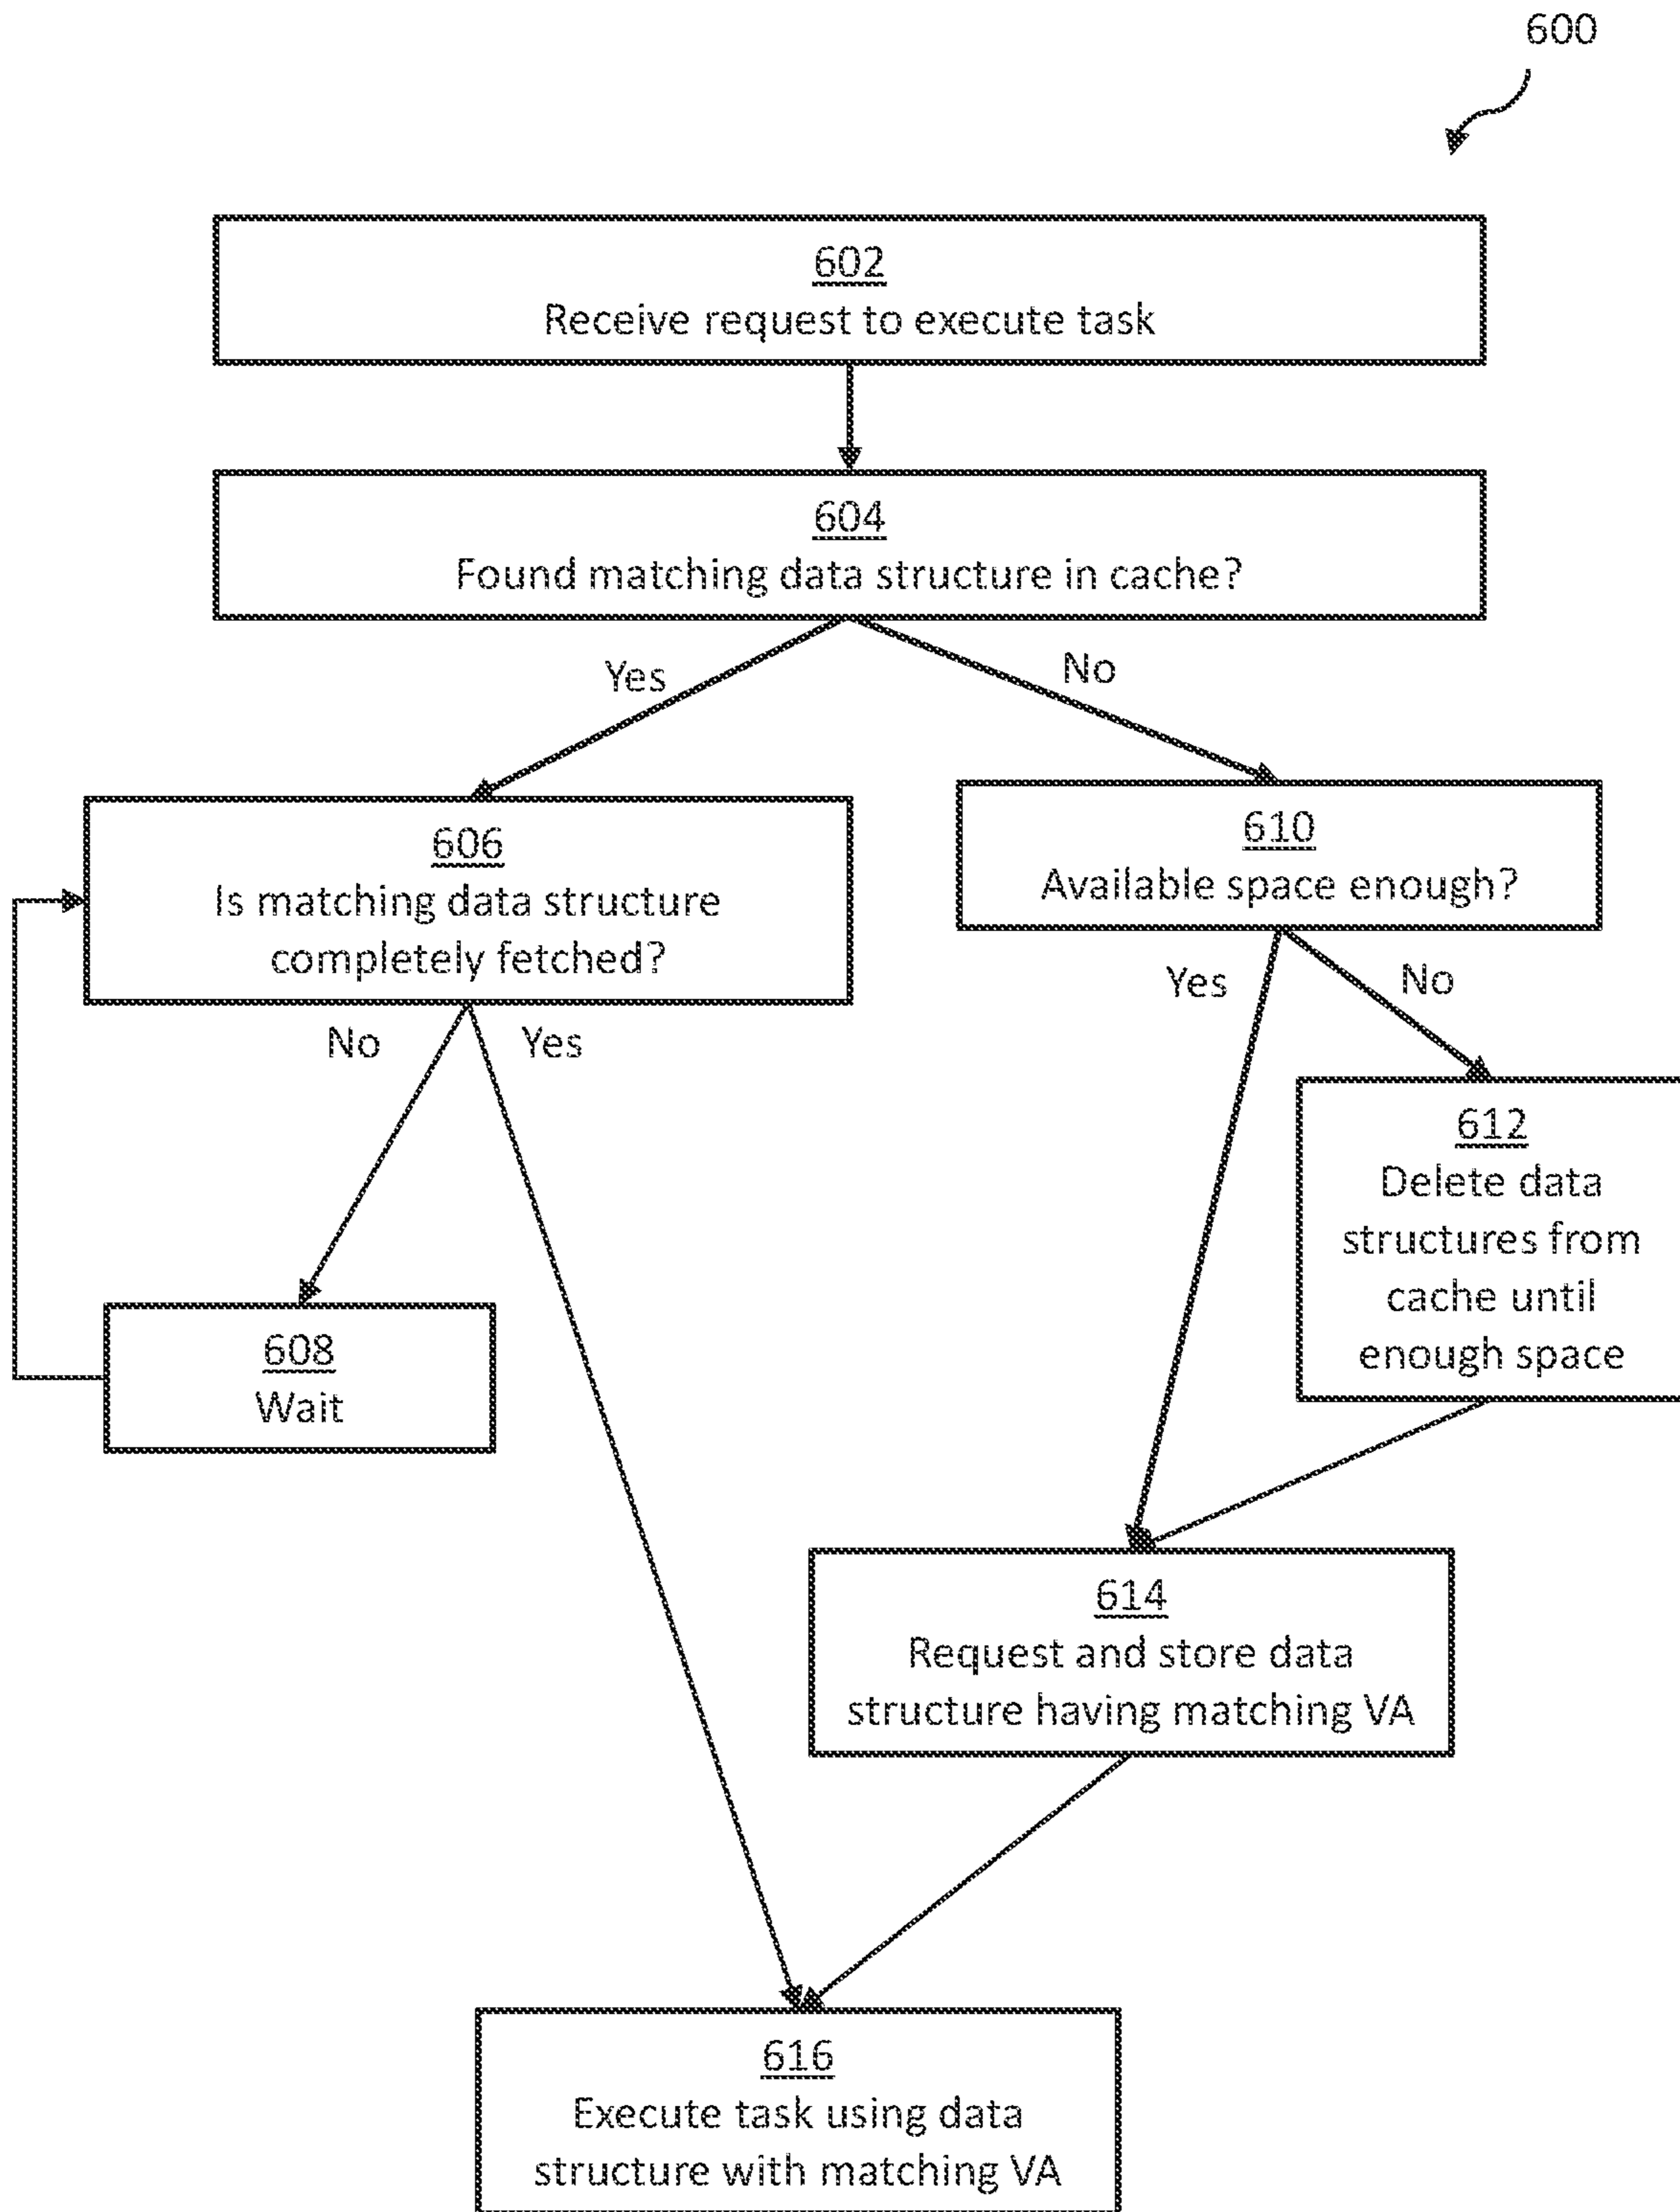 600
602
Receive request to execute task
604
Found matching data structure in cache?
Yes
No
606
Is matching data structure
completely fetched?
610
Available space enough?
No
Yes
Yes
No
608
Wait
612
Delete data
structures from
cache until
enough space
614
Request and store data
structure having matching VA
616
Execute task using data
structure with matching VA